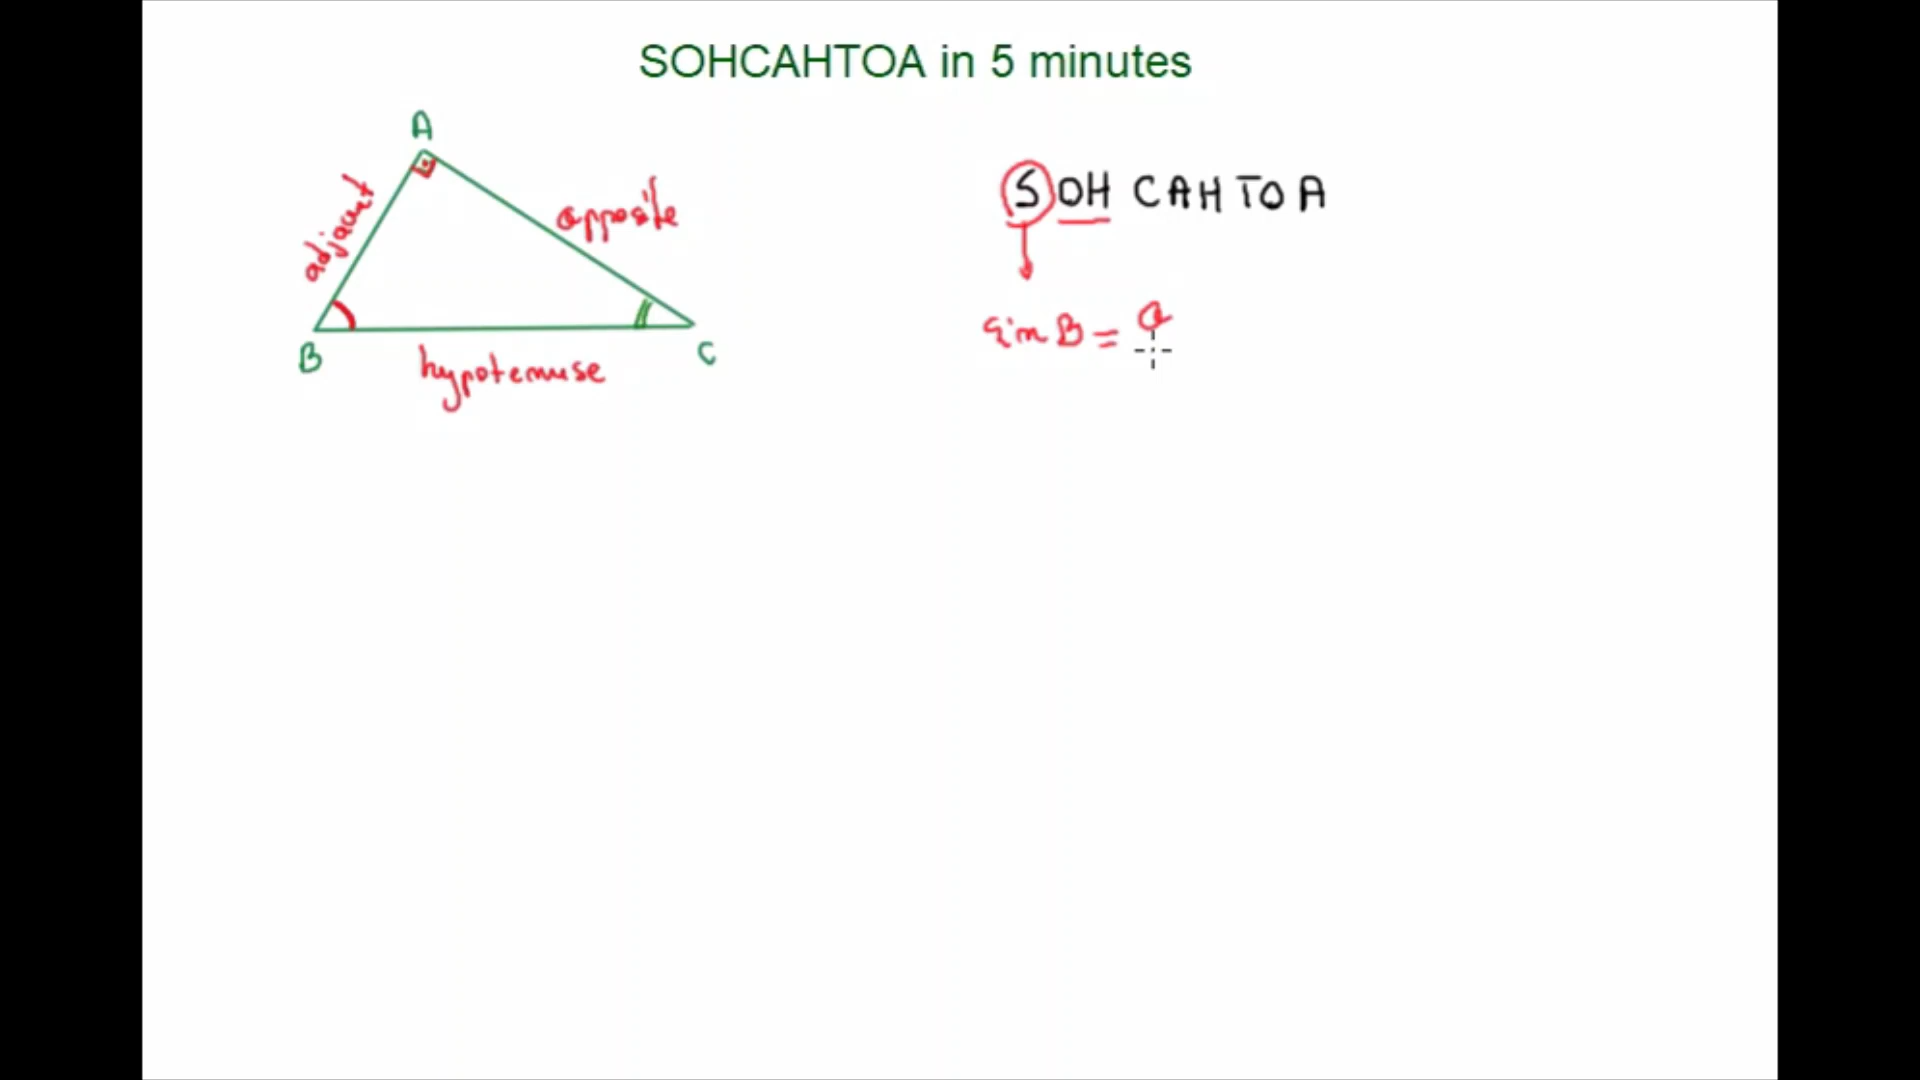 SOHCAHTOA in 5 minutes
A
adjacent
opposite
B
hypotenuse
C
SOH CAH TOA
Sin B = O